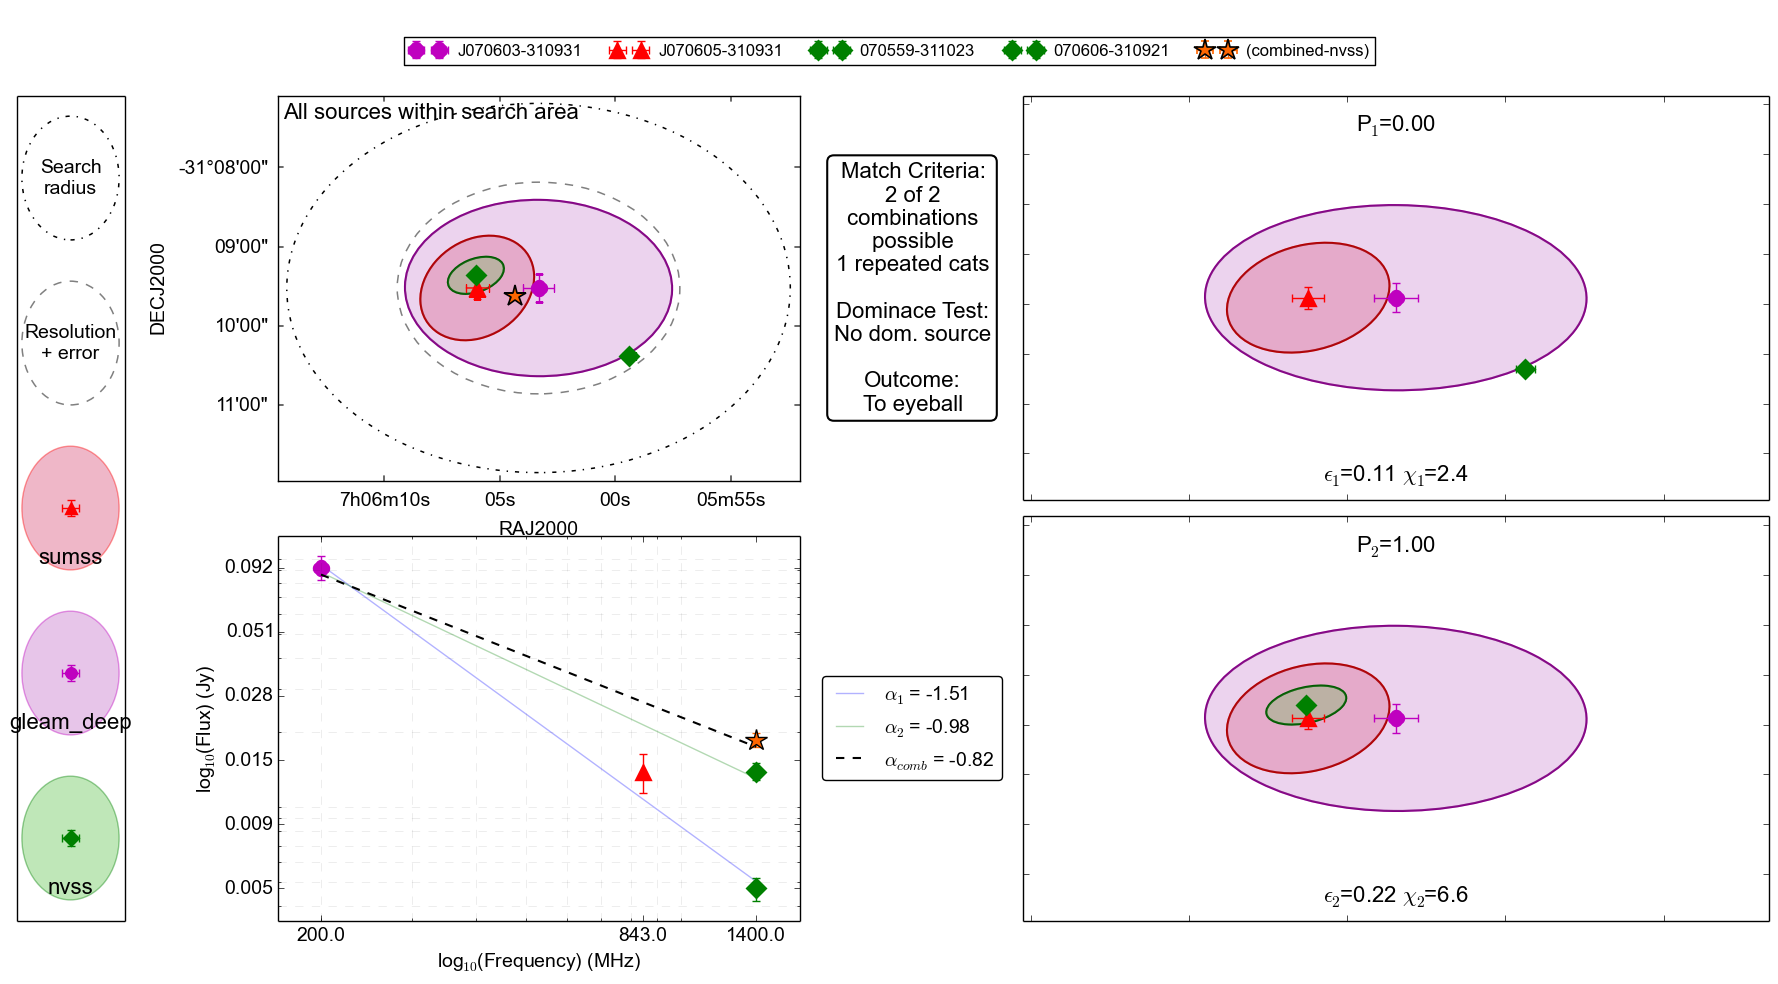 J070603-310931
J070605-310931
070559-311023
070606-310921
(combined-nvss)
Search
radius
Resolution
+ error
sumss
gleam_deep
nvss
All sources within search area
DECJ2000
-31°08'00"
09'00"
10'00"
11'00"
7h06m10s
05s
00s
05m55s
RAJ2000
Match Criteria:
2 of 2
combinations
possible
1 repeated cats
Dominace Test:
No dom. source
Outcome:
To eyeball
P₁=0.00
ϵ₁=0.11 χ₁=2.4
P₂=1.00
ϵ₂=0.22 χ₂=6.6
log₁₀(Flux) (Jy)
0.092
0.051
0.028
0.015
0.009
0.005
200.0
843.0
1400.0
log₁₀(Frequency) (MHz)
α₁ = -1.51
α₂ = -0.98
α_comb = -0.82